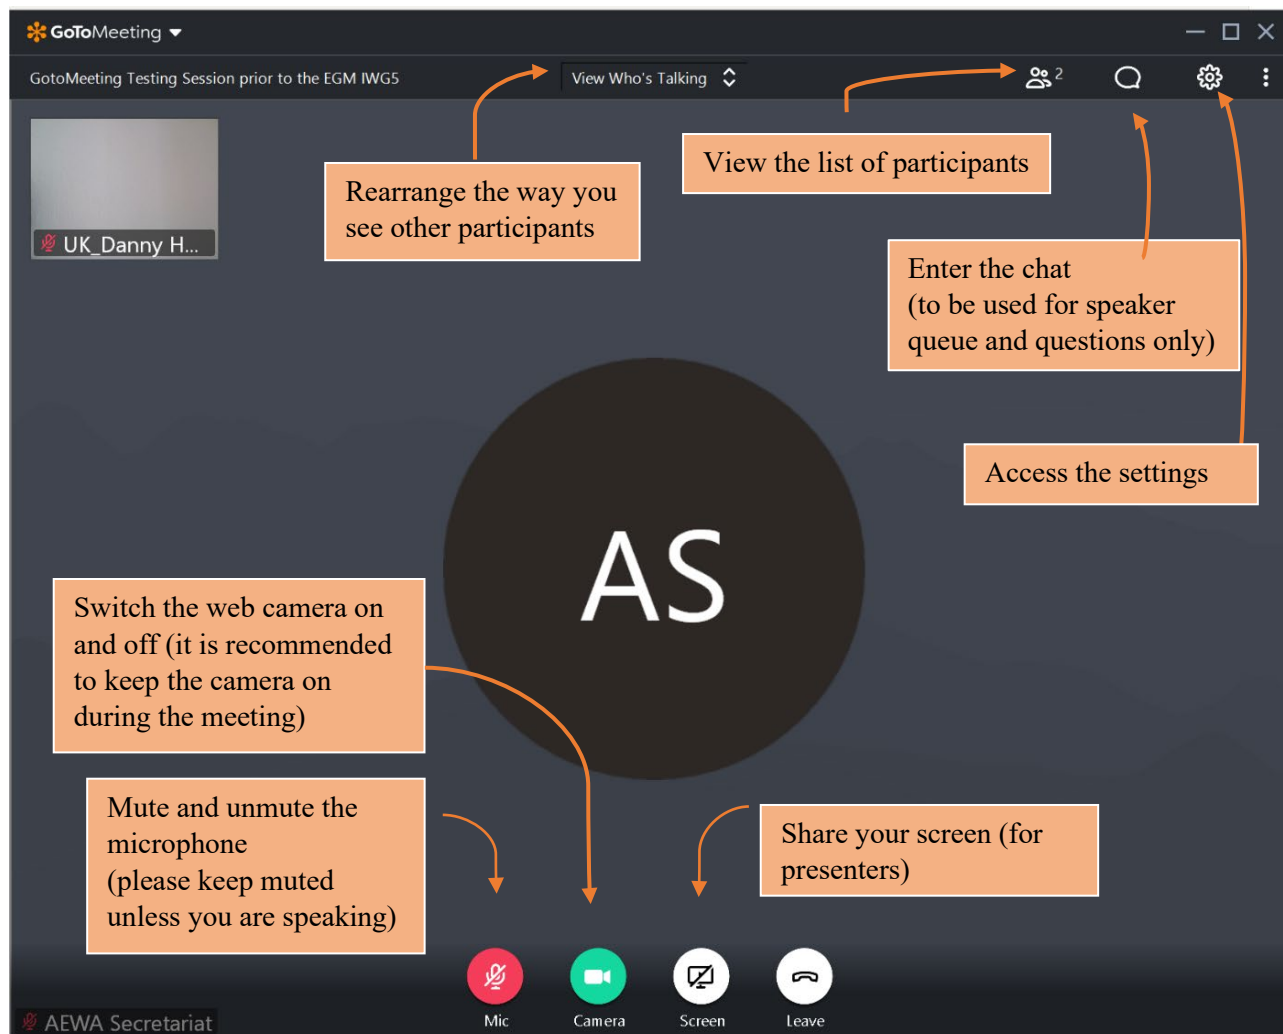 GoToMeeting
GotoMeeting Testing Session prior to the EGM IWG5
View Who's Talking
2
View the list of participants
Rearrange the way you
see other participants
UK_Danny H...
Enter the chat
(to be used for speaker
queue and questions only)
Access the settings
AS
Switch the web camera on
and off (it is recommended
to keep the camera on
during the meeting)
Mute and unmute the
microphone
(please keep muted
unless you are speaking)
Share your screen (for
presenters)
Mic
Camera
Screen
Leave
AEWA Secretariat